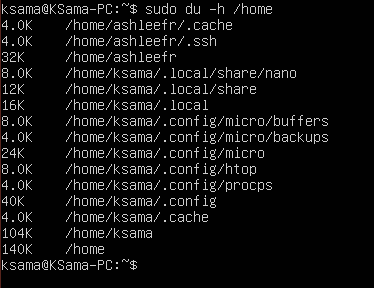 ksama@KSama-PC:~$ sudo du -h /home
4.0K /home/ashleefr/.cache
4.0K /home/ashleefr/.ssh
32K /home/ashleefr
8.0K /home/ksama/.local/share/nano
12K /home/ksama/.local/share
16K /home/ksama/.local
8.0K /home/ksama/.config/micro/buffers
4.0K /home/ksama/.config/micro/backups
24K /home/ksama/.config/micro
8.0K /home/ksama/.config/htop
4.0K /home/ksama/.config/procps
40K /home/ksama/.config
4.0K /home/ksama/.cache
104K /home/ksama
140K /home
ksama@KSama-PC:~$